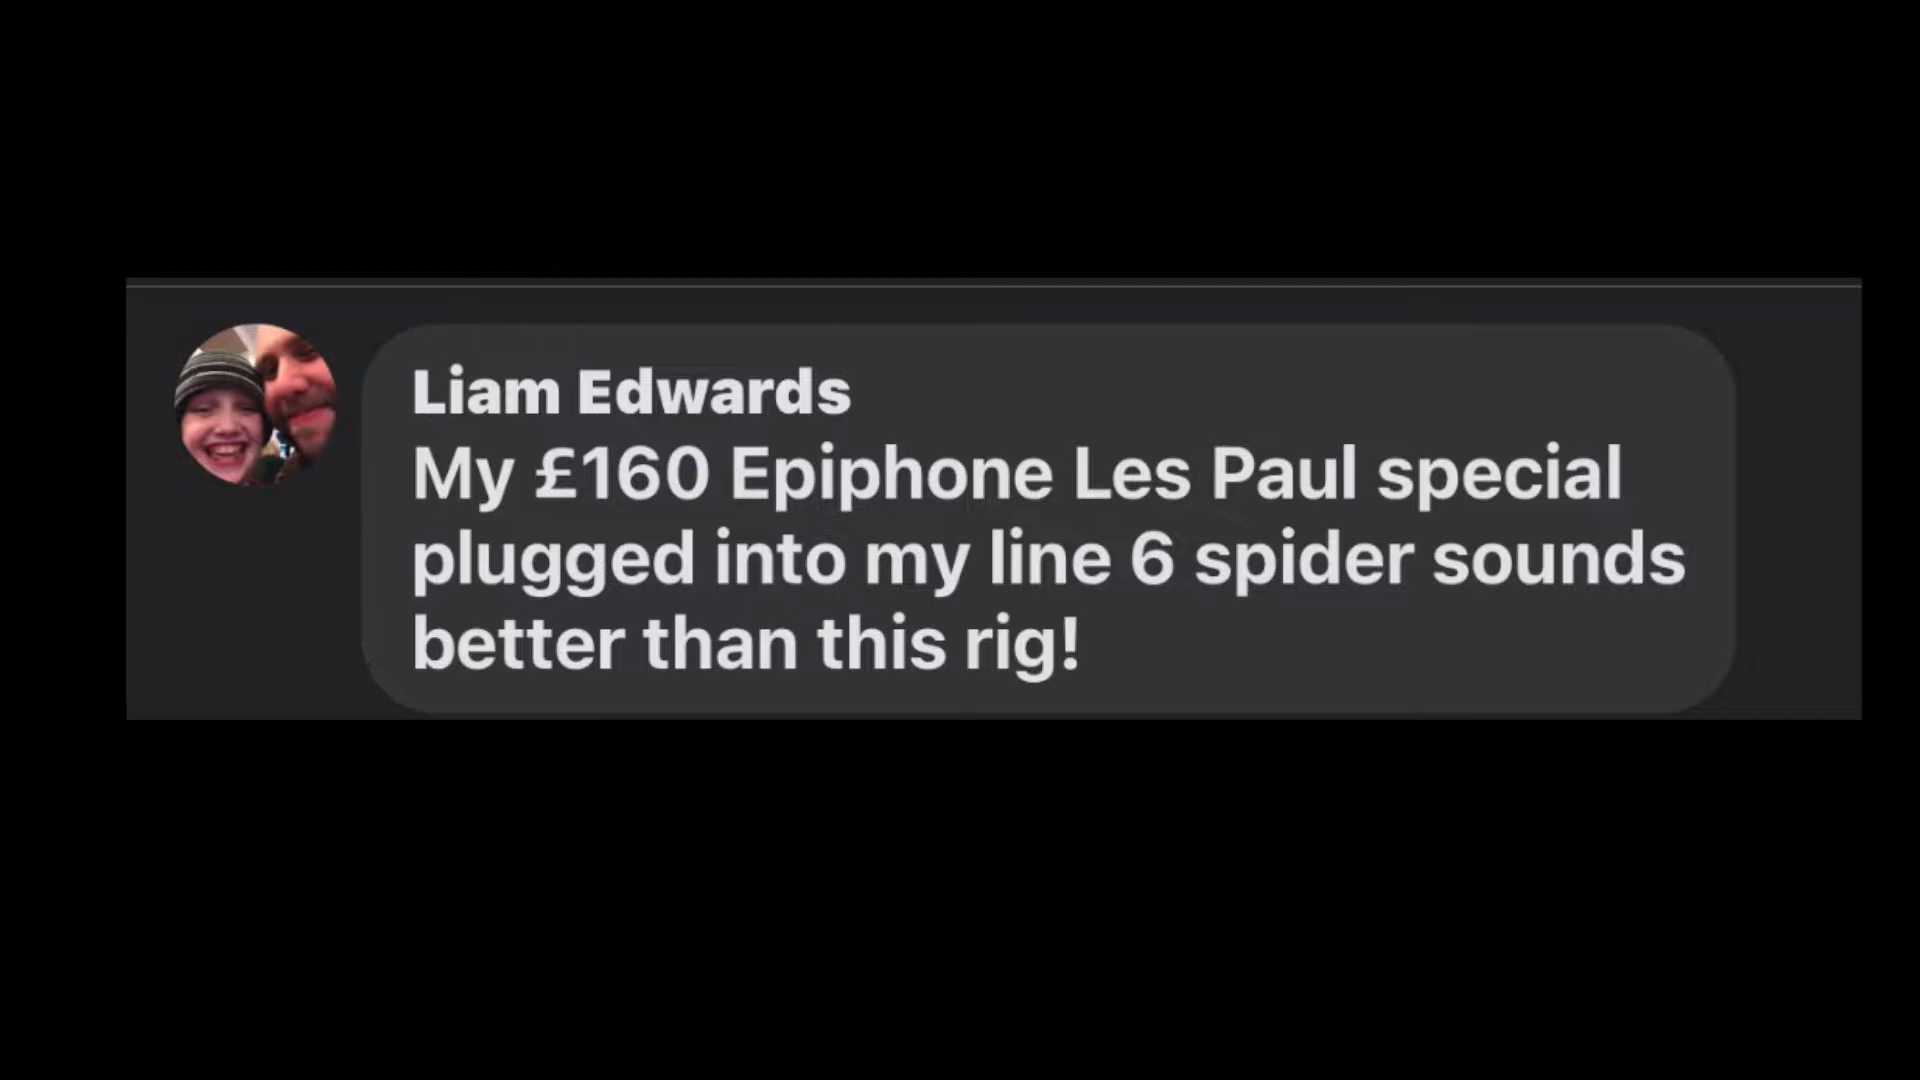 Liam Edwards
My £160 Epiphone Les Paul special
plugged into my line 6 spider sounds
better than this rig!